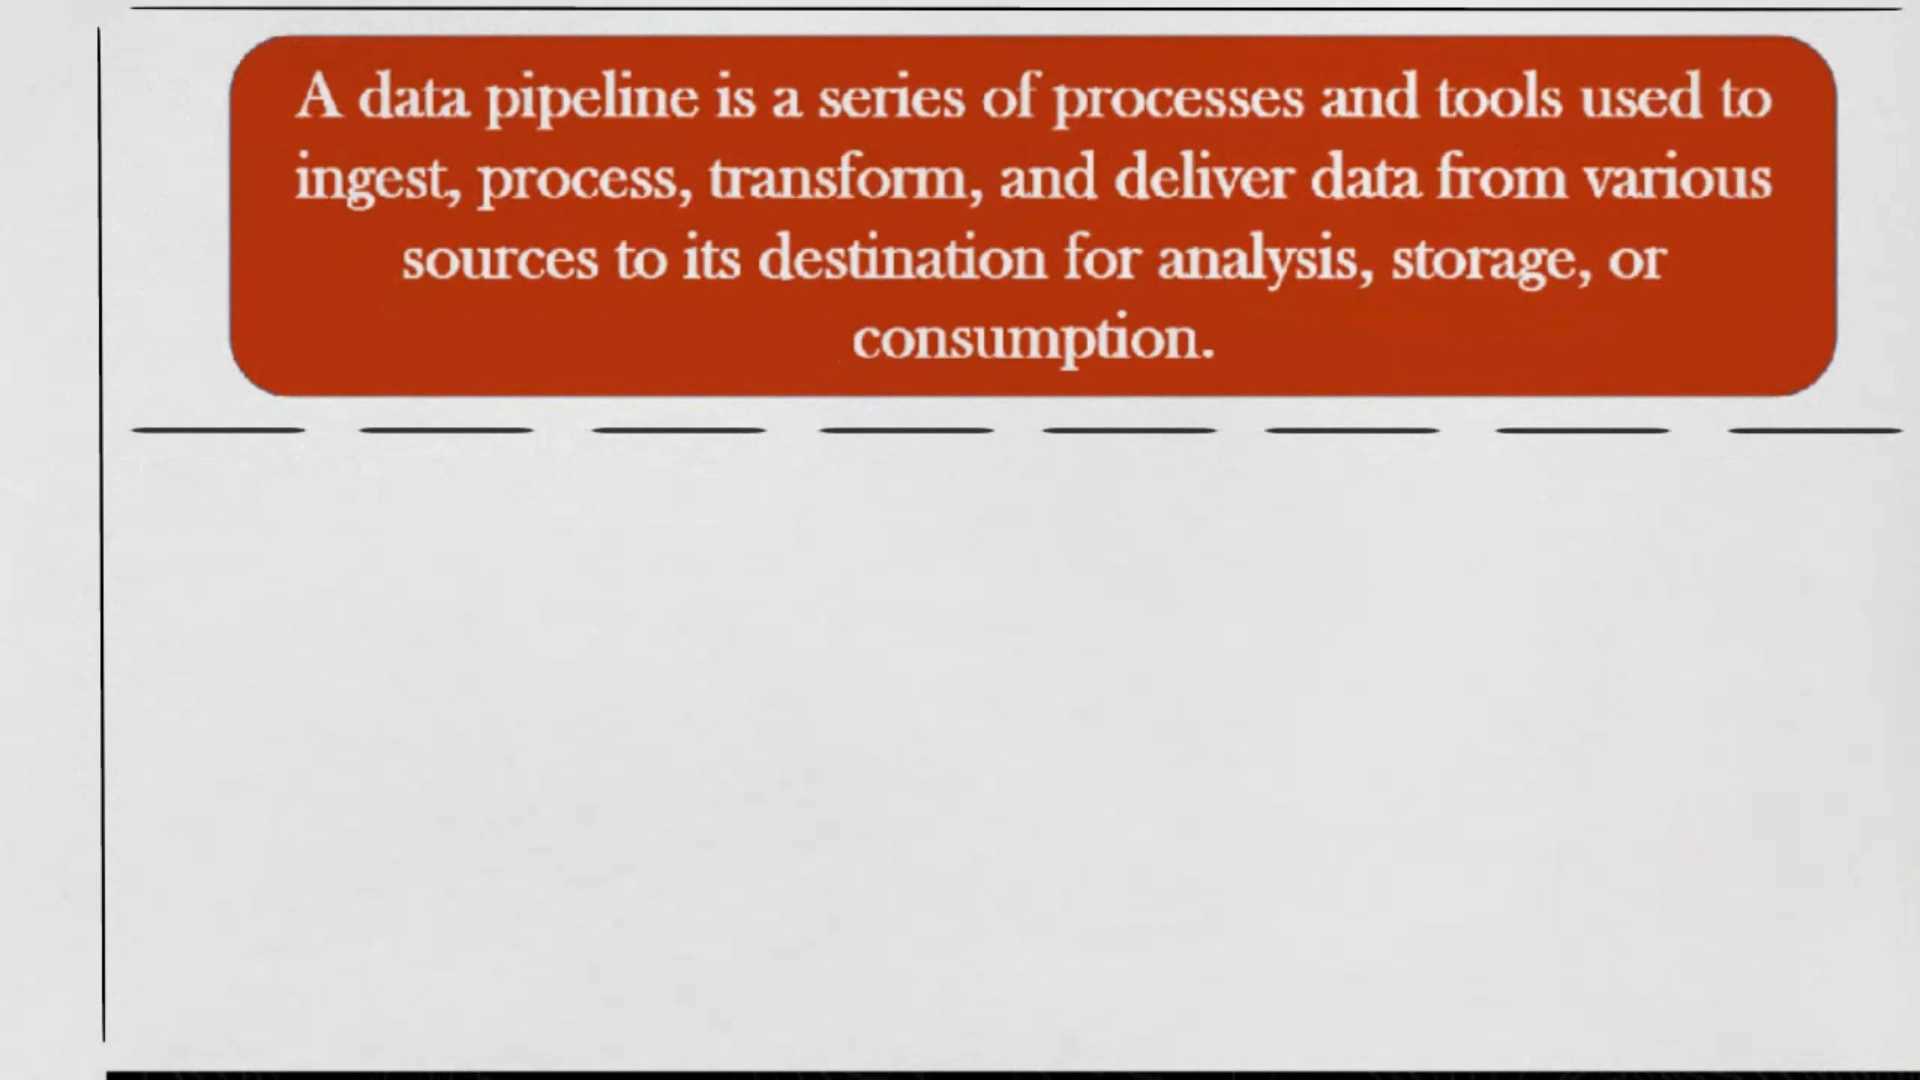 A data pipeline is a series of processes and tools used to
ingest, process, transform, and deliver data from various
sources to its destination for analysis, storage, or
consumption.